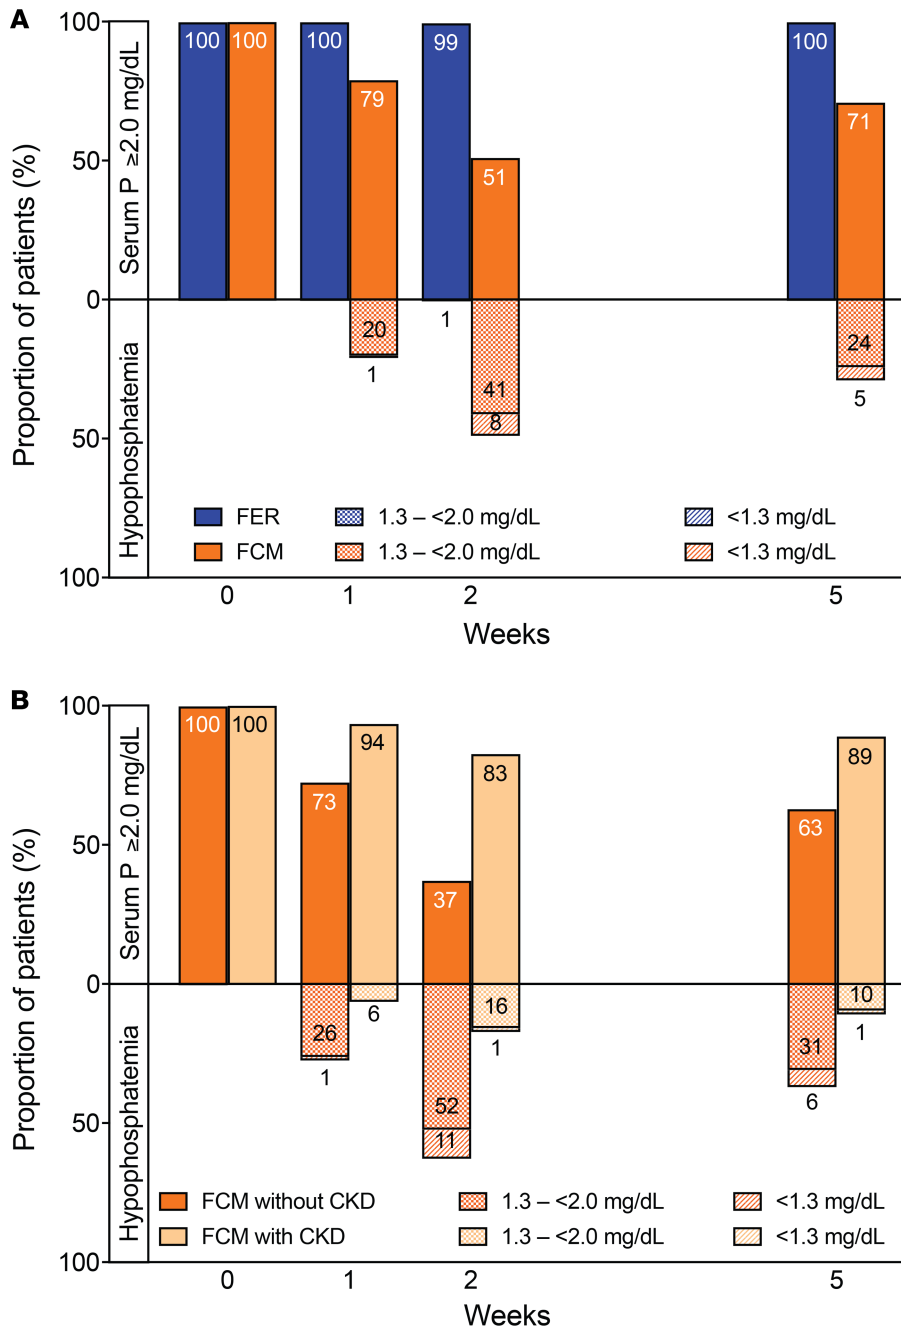 A
Proportion of patients (%)
Serum P ≥2.0 mg/dL
Hypophosphatemia
100
50
0
50
100
100 100 100 79 99 51 100 71
20 1 1 41 8 24 5
FER 1.3 – <2.0 mg/dL <1.3 mg/dL
FCM 1.3 – <2.0 mg/dL <1.3 mg/dL
0 1 2 5
Weeks
B
Proportion of patients (%)
Serum P ≥2.0 mg/dL
Hypophosphatemia
100
50
0
50
100
100 100 73 94 37 83 63 89
26 1 6 52 11 16 1 31 6 10 1
FCM without CKD 1.3 – <2.0 mg/dL <1.3 mg/dL
FCM with CKD 1.3 – <2.0 mg/dL <1.3 mg/dL
0 1 2 5
Weeks